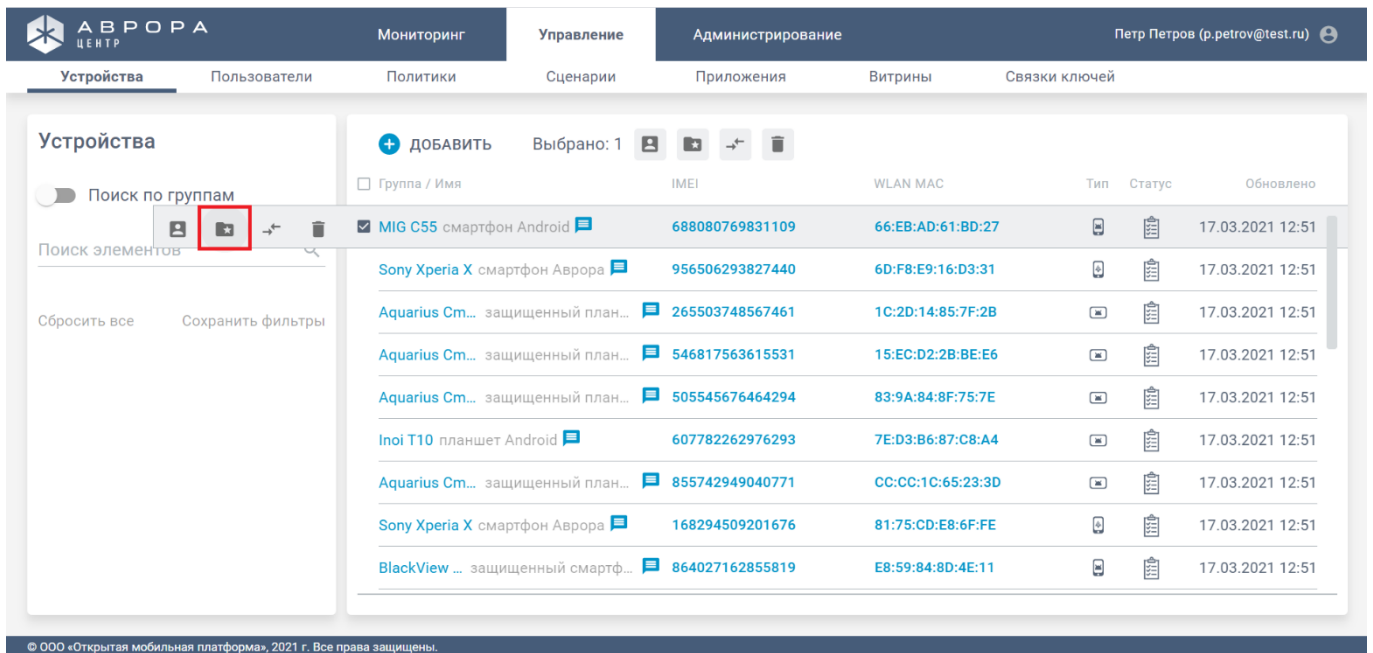 АВРОРА
ЦЕНТР
Мониторинг Управление Администрирование Петр Петров (p.petrov@test.ru)
Устройства Пользователи Политики Сценарии Приложения Витрины Связки ключей
Устройства
Поиск по группам
Поиск элементов
Сбросить все Сохранить фильтры
ДОБАВИТЬ Выбрано: 1
Группа / Имя IMEI WLAN MAC Тип Статус Обновлено
MIG C55 смартфон Android 688080769831109 66:EB:AD:61:BD:27 17.03.2021 12:51
Sony Xperia X смартфон Аврора 956506293827440 6D:F8:E9:16:D3:31 17.03.2021 12:51
Aquarius Cm... защищенный план... 265503748567461 1C:2D:14:85:7F:2B 17.03.2021 12:51
Aquarius Cm... защищенный план... 546817563615531 15:EC:D2:2B:BE:E6 17.03.2021 12:51
Aquarius Cm... защищенный план... 505545676464294 83:9A:84:8F:75:7E 17.03.2021 12:51
Inoi T10 планшет Android 607782262976293 7E:D3:B6:87:C8:A4 17.03.2021 12:51
Aquarius Cm... защищенный план... 855742949040771 CC:CC:1C:65:23:3D 17.03.2021 12:51
Sony Xperia X смартфон Аврора 168294509201676 81:75:CD:E8:6F:FE 17.03.2021 12:51
BlackView ... защищенный смартф... 864027162855819 E8:59:84:8D:4E:11 17.03.2021 12:51
© ООО «Открытая мобильная платформа», 2021 г. Все права защищены.